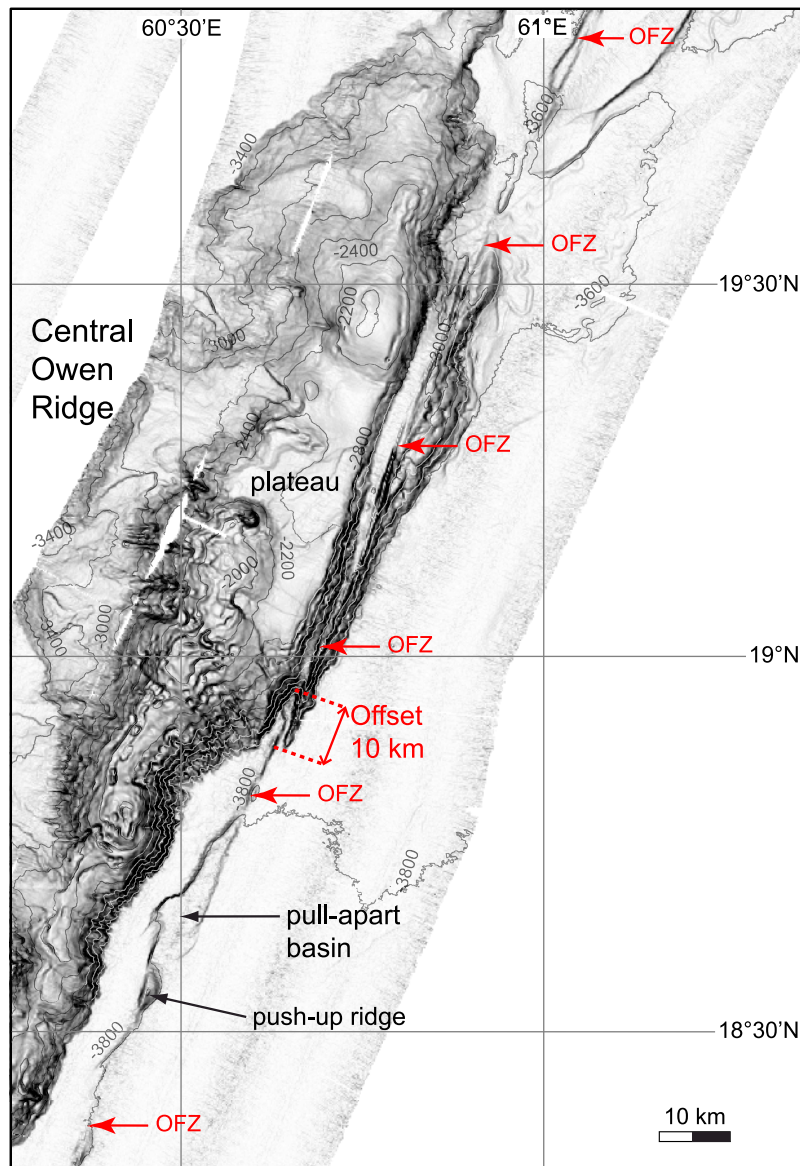 60°30'E
61°E
OFZ
-3600
-3400
OFZ
-2400
19°30'N
-2200
-3600
3000
Central
Owen
Ridge
3000
2400
OFZ
2800
plateau
-3400
-2200
-2000
3400
3000
OFZ
19°N
Offset
10 km
-3800
OFZ
-3800
pull-apart
basin
push-up ridge
18°30'N
-3800
10 km
OFZ